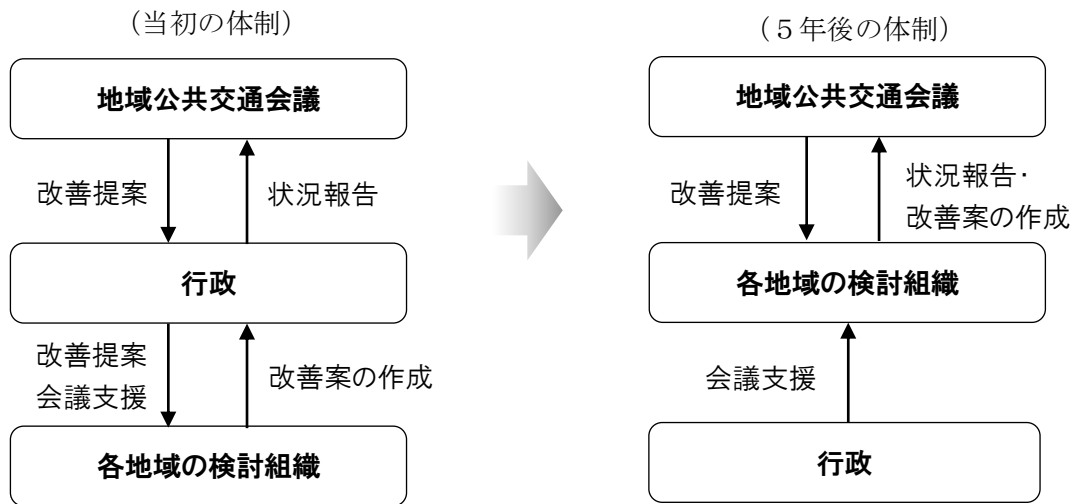 (当初の体制)
地域公共交通会議
改善提案
状況報告
行政
改善提案
会議支援
改善案の作成
各地域の検討組織
(５年後の体制)
地域公共交通会議
改善提案
状況報告・
改善案の作成
各地域の検討組織
会議支援
行政